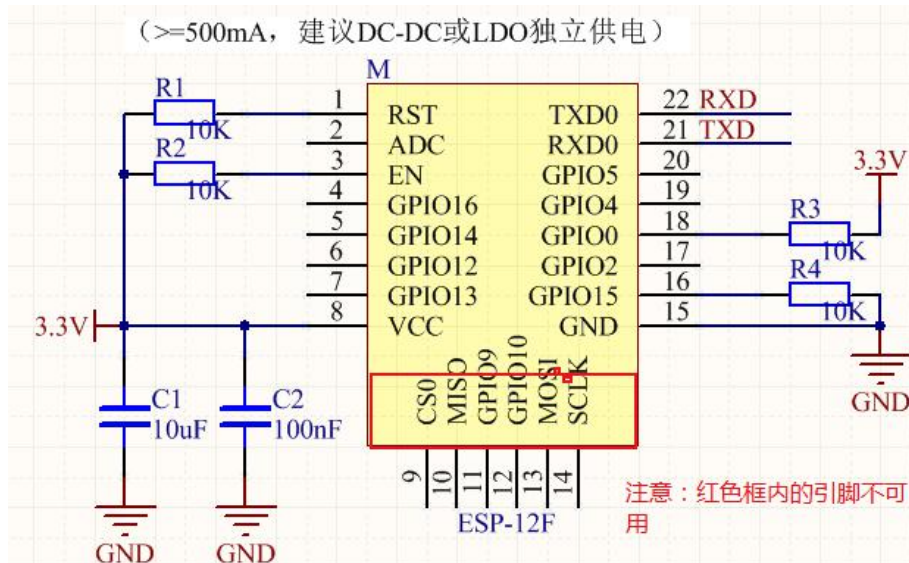 （>=500mA，建议DC-DC或LDO独立供电）
M
R1
10K
R2
10K
1 RST
2 ADC
3 EN
4 GPIO16
5 GPIO14
6 GPIO12
7 GPIO13
8 VCC
TXD0 22 RXD
RXD0 21 TXD
GPIO5 20
GPIO4 19
GPIO0 18
GPIO2 17
GPIO15 16
GND 15
3.3V
R3
10K
R4
10K
GND
3.3V
C1
10uF
C2
100nF
GND
GND
CS0
MISO
GPIO9
GPIO10
MOSI
SCLK
9
10
11
12
13
14
ESP-12F
注意：红色框内的引脚不可
用